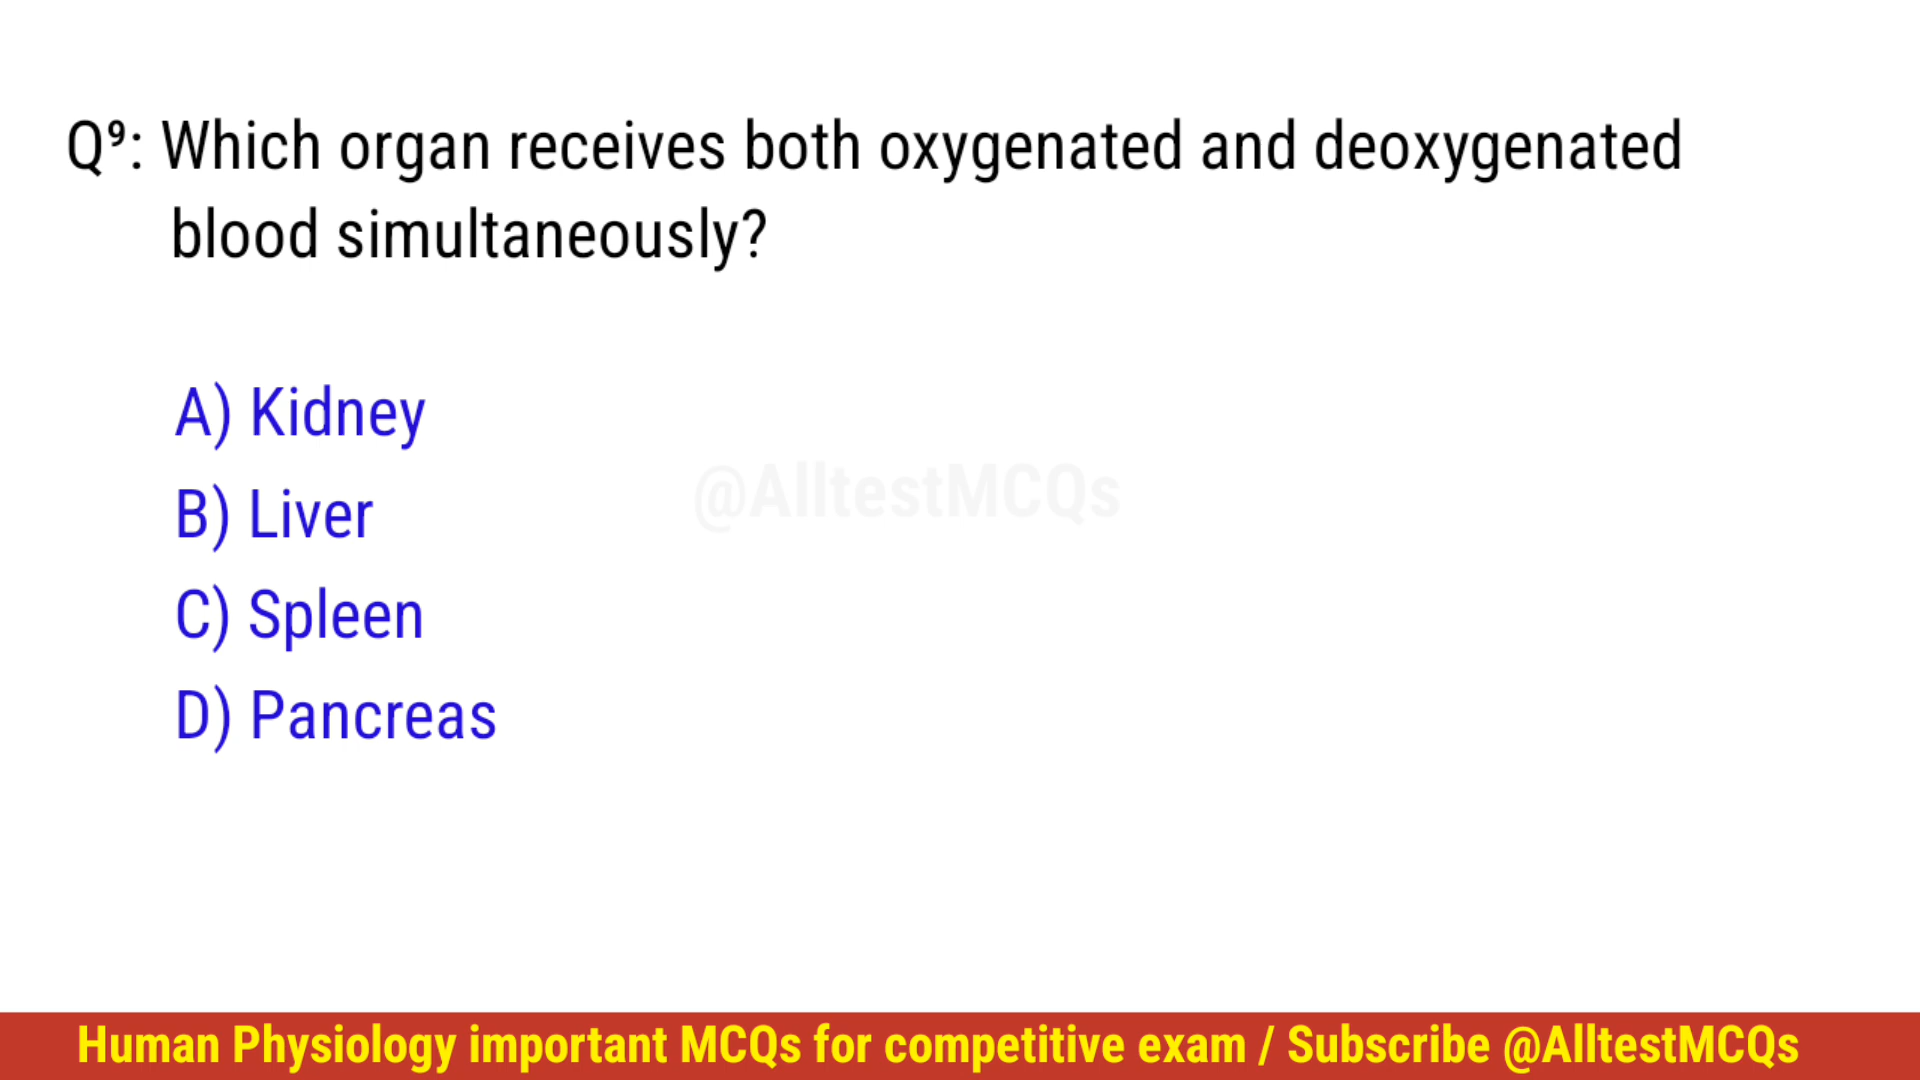 Q⁹: Which organ receives both oxygenated and deoxygenated
blood simultaneously?
A) Kidney
B) Liver
@AlltestMCQs
C) Spleen
D) Pancreas
Human Physiology important MCQs for competitive exam / Subscribe @AlltestMCQs